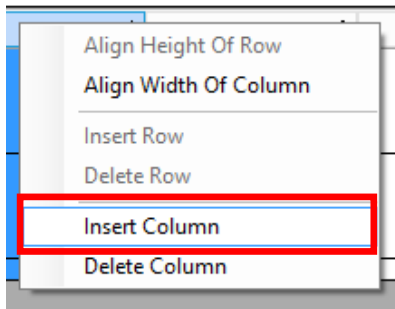 Align Height Of Row
Align Width Of Column
Insert Row
Delete Row
Insert Column
Delete Column